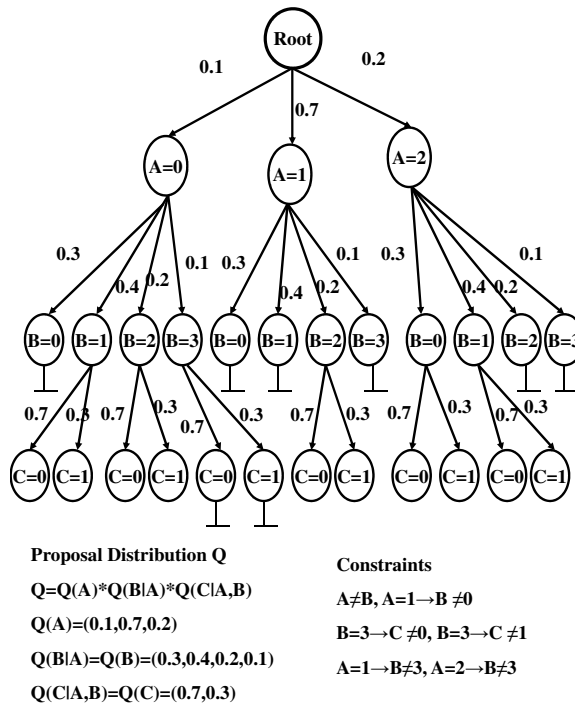 Root
0.1 0.7 0.2
A=0 A=1 A=2
0.3 0.4 0.2 0.1 0.3 0.4 0.2 0.1 0.3 0.4 0.2 0.1
B=0 B=1 B=2 B=3 B=0 B=1 B=2 B=3 B=0 B=1 B=2 B=3
0.7 0.3 0.7 0.3 0.7 0.3 0.7 0.3 0.7 0.3 0.7 0.3
C=0 C=1 C=0 C=1 C=0 C=1 C=0 C=1 C=0 C=1 C=0 C=1
Proposal Distribution Q
Q=Q(A)*Q(B|A)*Q(C|A,B)
Q(A)=(0.1,0.7,0.2)
Q(B|A)=Q(B)=(0.3,0.4,0.2,0.1)
Q(C|A,B)=Q(C)=(0.7,0.3)
Constraints
A≠B, A=1→B ≠0
B=3→C ≠0, B=3→C ≠1
A=1→B≠3, A=2→B≠3